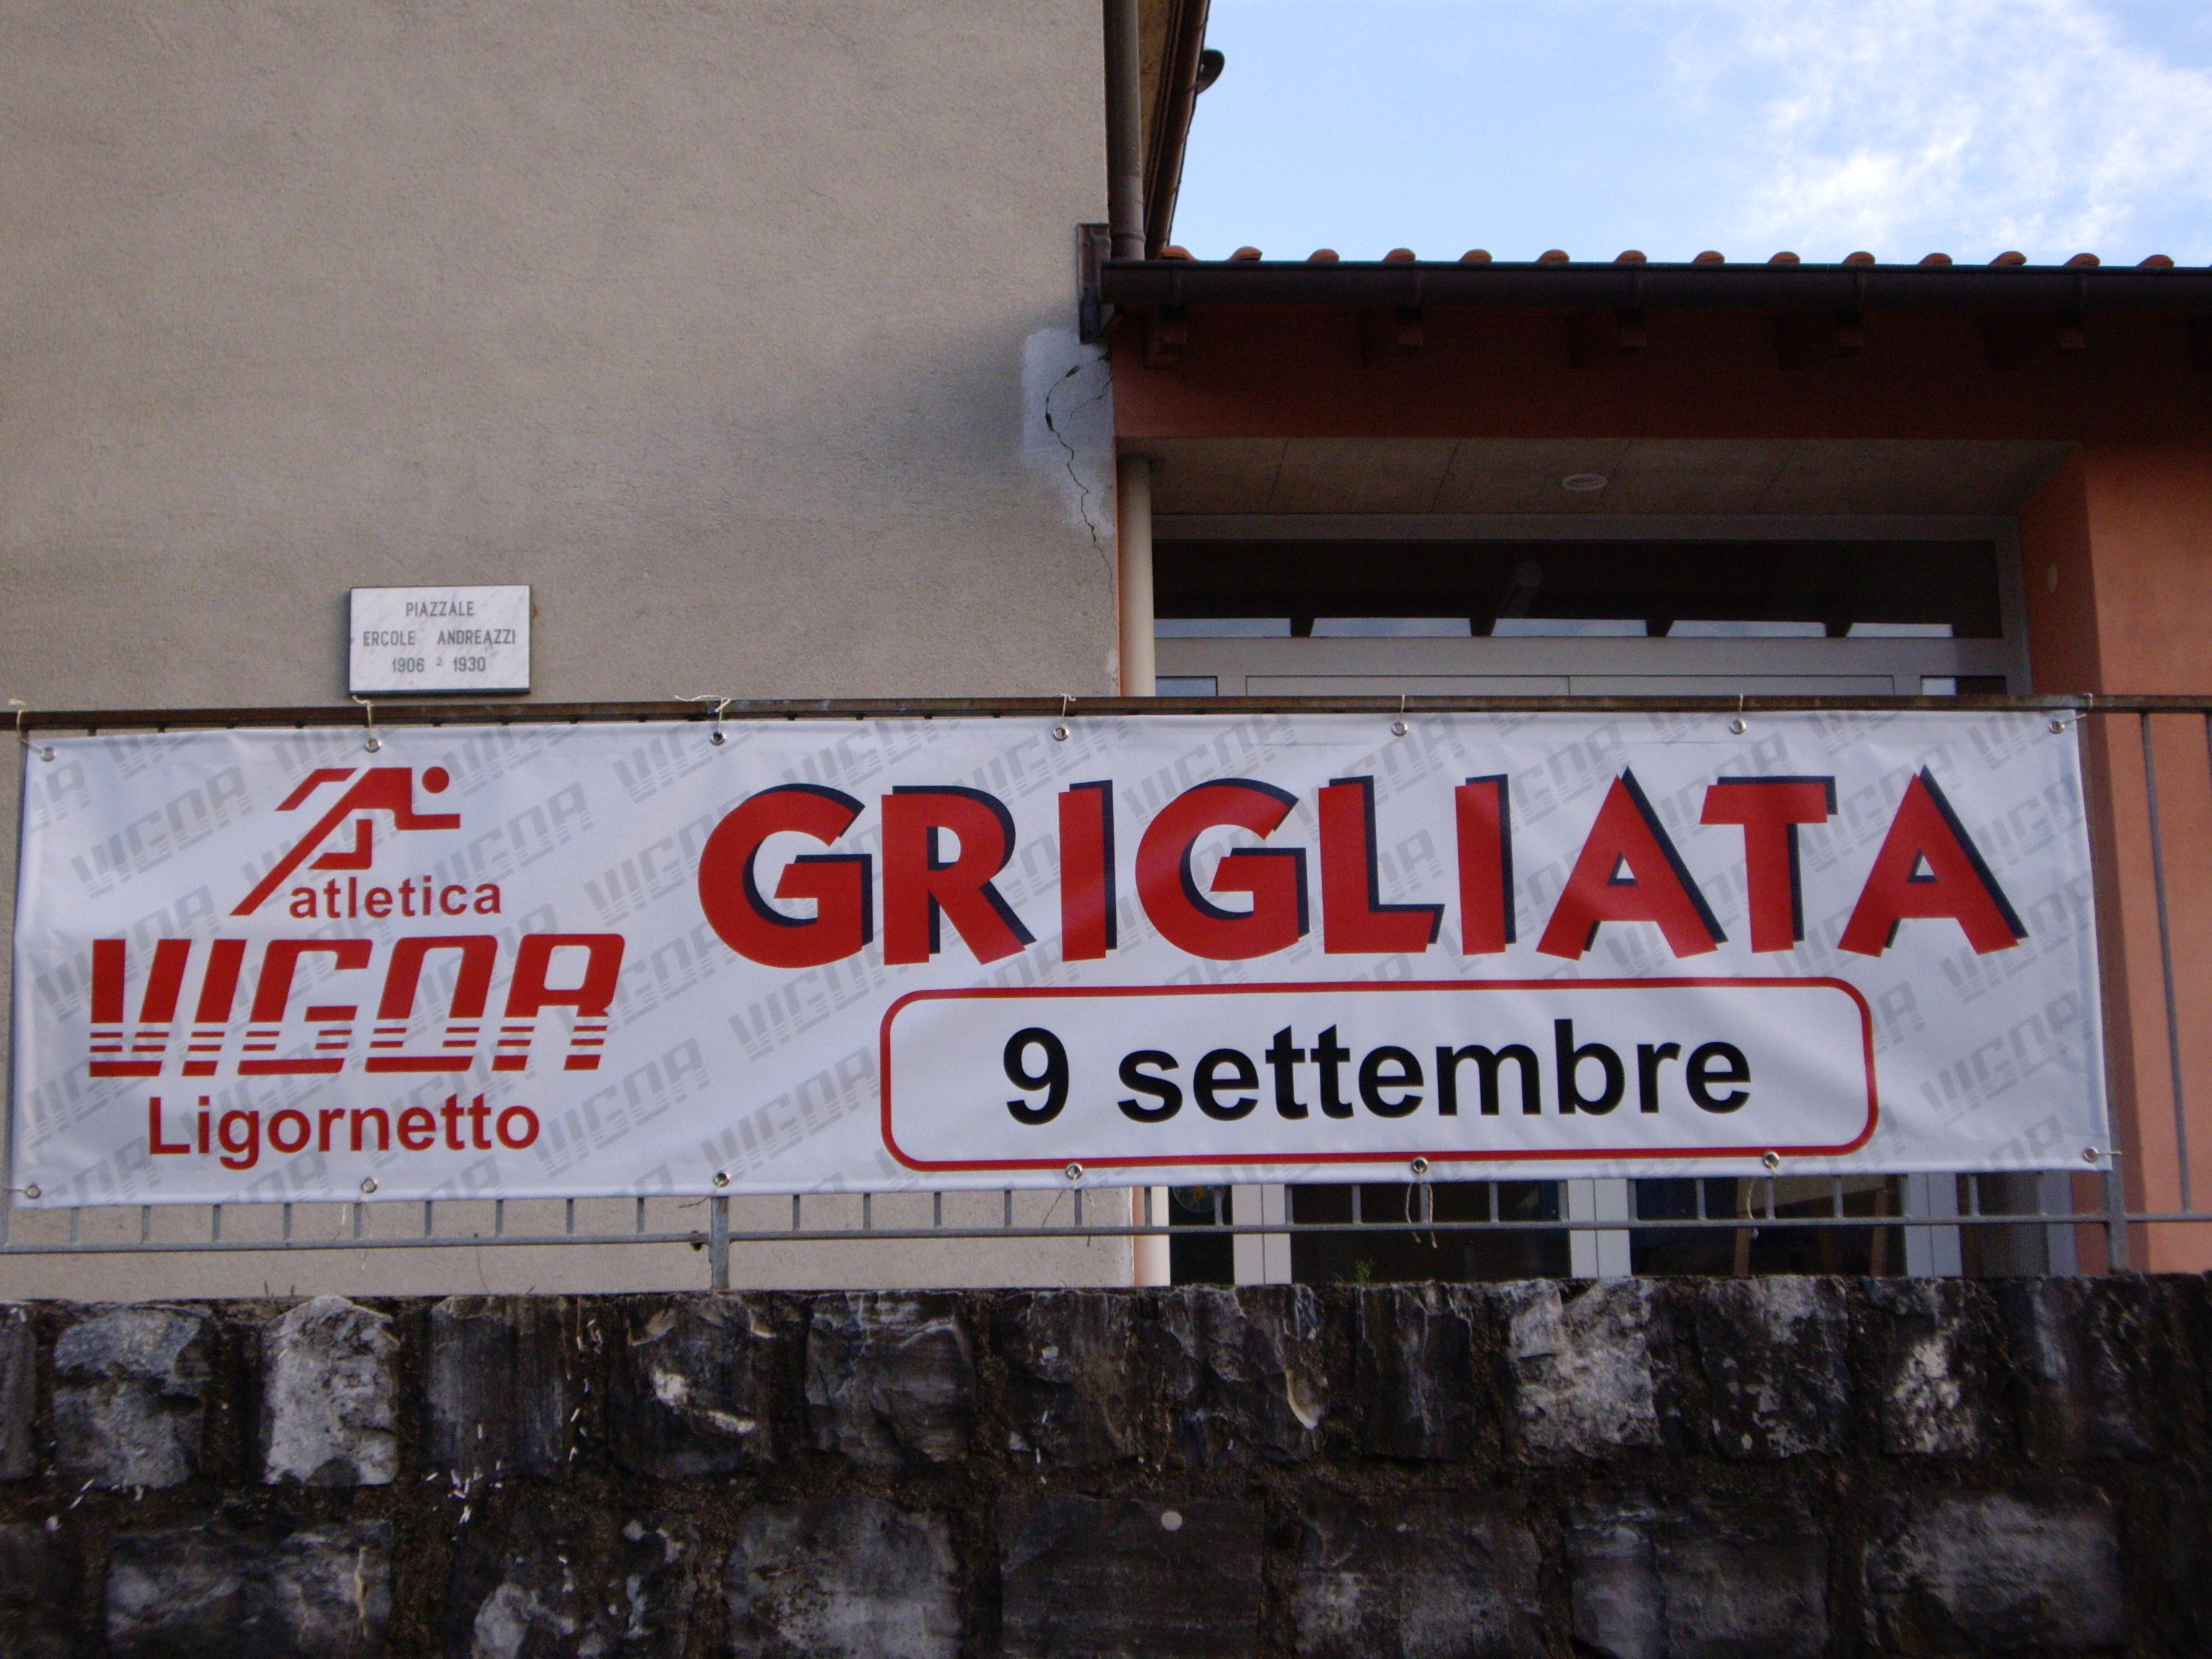 PIAZZALE
ERCOLE ANDREAZZI
1906 - 1930
atletica
VIGOR
Ligornetto
GRIGLIATA
9 settembre